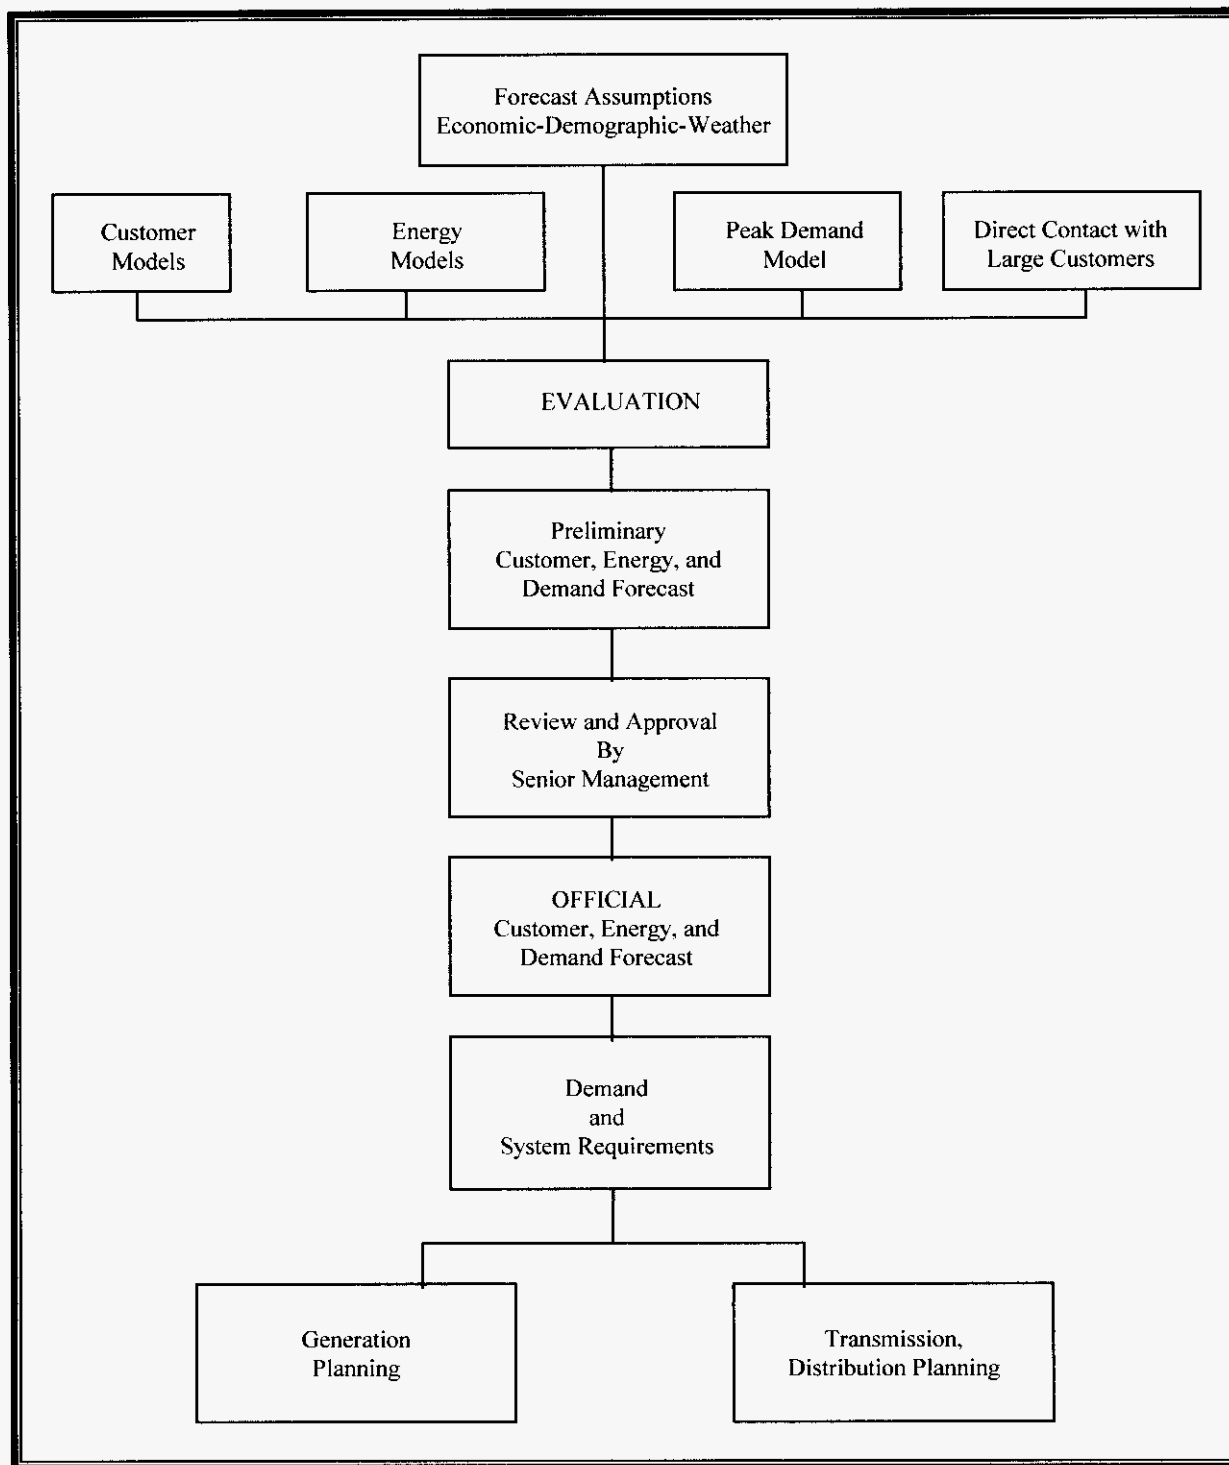 Forecast Assumptions
Economic-Demographic-Weather
Customer
Models
Energy
Models
Peak Demand
Model
Direct Contact with
Large Customers
EVALUATION
Preliminary
Customer, Energy, and
Demand Forecast
Review and Approval
By
Senior Management
OFFICIAL
Customer, Energy, and
Demand Forecast
Demand
and
System Requirements
Generation
Planning
Transmission,
Distribution Planning